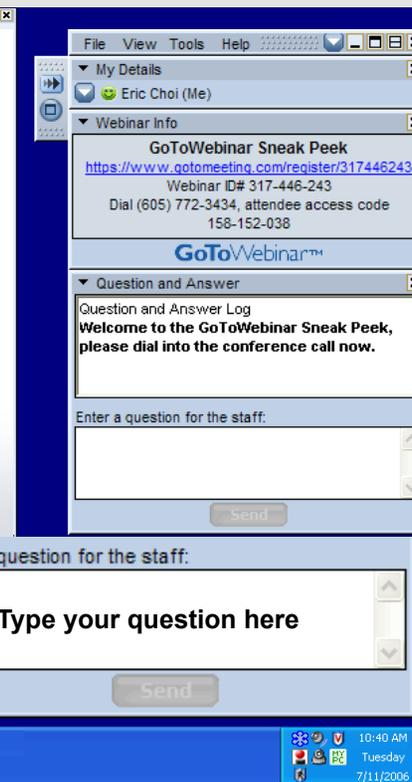 File View Tools Help
My Details
Eric Choi (Me)
Webinar Info
GoToWebinar Sneak Peek
https://www.gotomeeting.com/register/317446243
Webinar ID# 317-446-243
Dial (605) 772-3434, attendee access code
158-152-038
GoToWebinar™
Question and Answer
Question and Answer Log
Welcome to the GoToWebinar Sneak Peek,
please dial into the conference call now.
Enter a question for the staff:
Send
question for the staff:
Type your question here
Send
10:40 AM
MY Tuesday
PC
7/11/2006